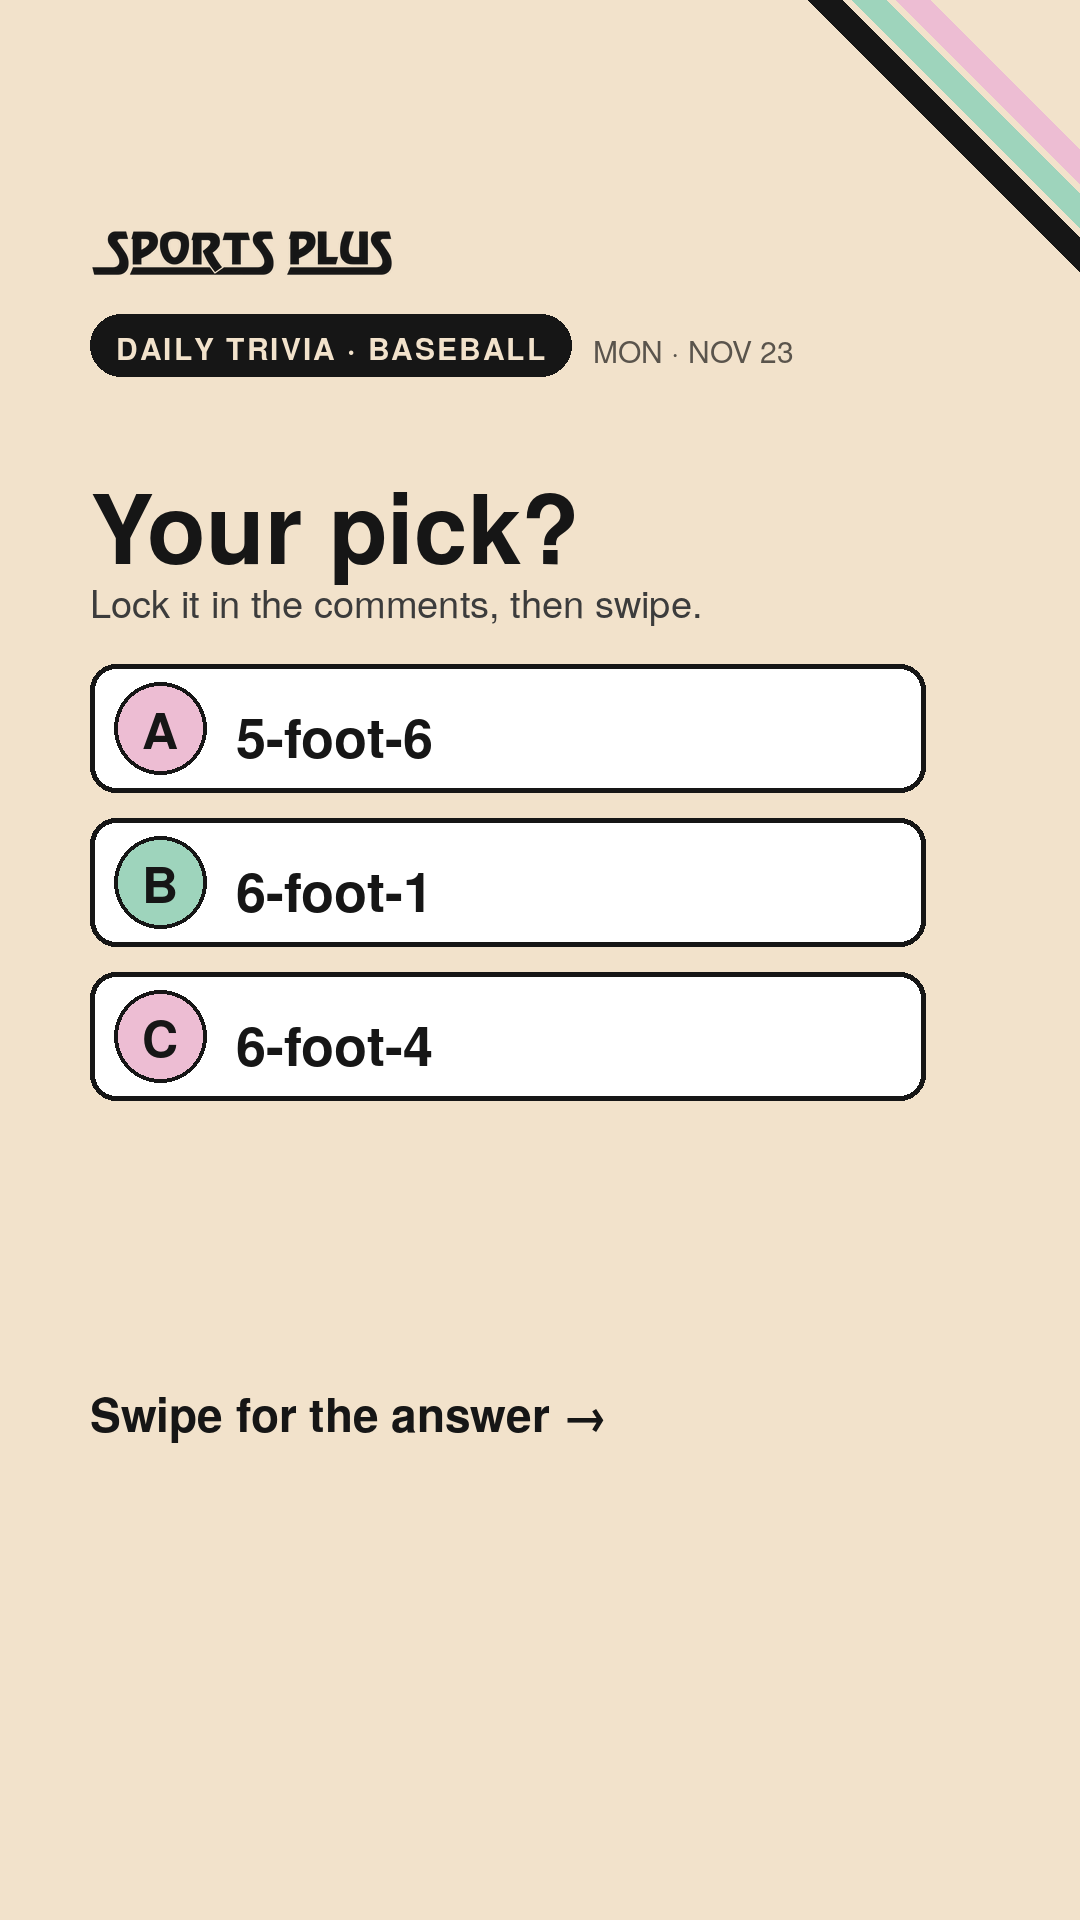 SPORTS PLUS
DAILY TRIVIA · BASEBALL
MON · NOV 23
Your pick?
Lock it in the comments, then swipe.
A 5-foot-6
B 6-foot-1
C 6-foot-4
Swipe for the answer →